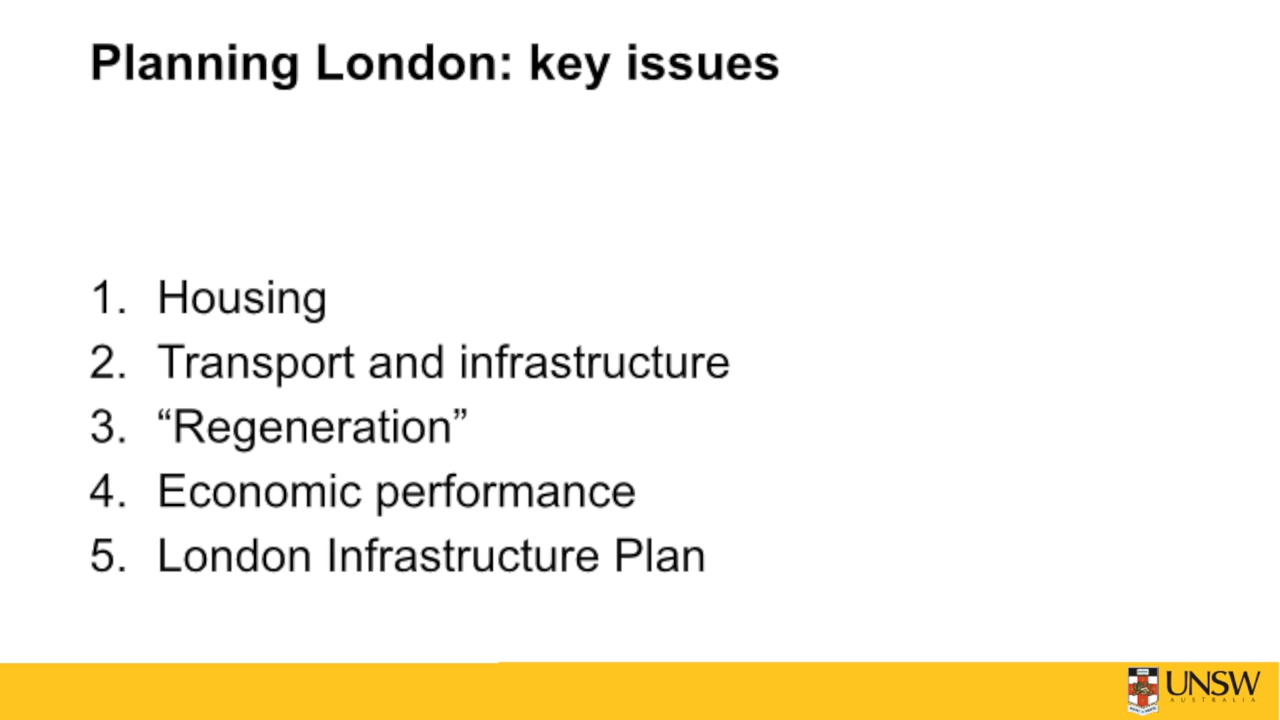 Planning London: key issues
1. Housing
2. Transport and infrastructure
3. “Regeneration”
4. Economic performance
5. London Infrastructure Plan
UNSW
AUSTRALIA